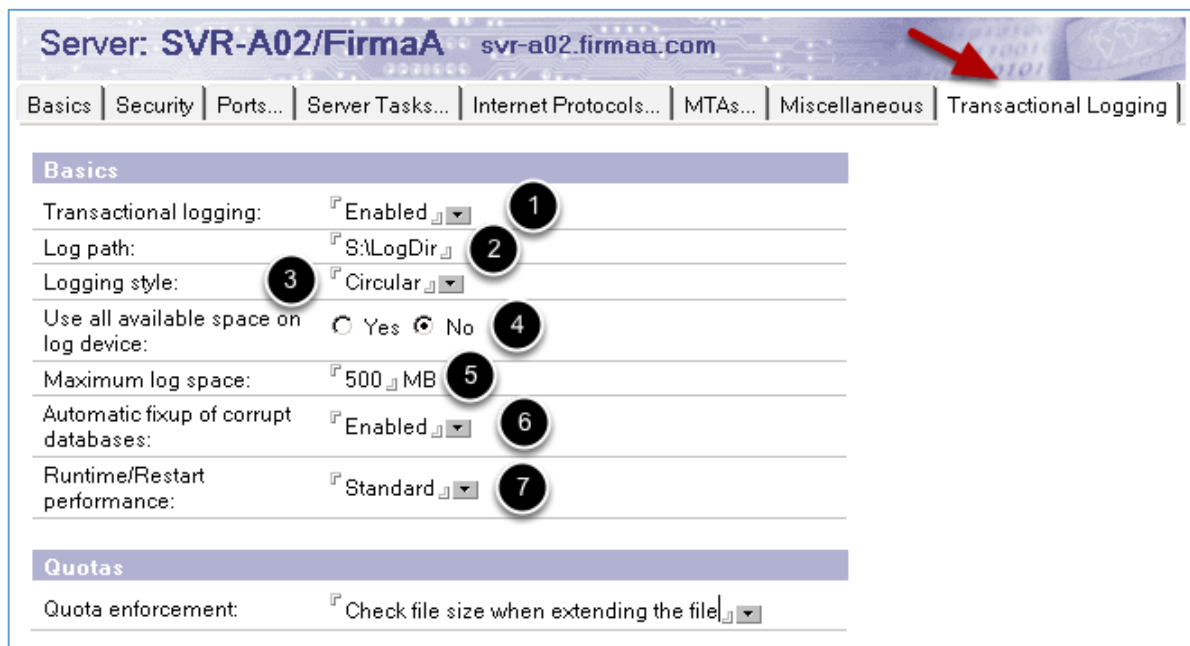 Server: SVR-A02/FirmaA svr-a02.firmaa.com
Basics Security Ports... Server Tasks... Internet Protocols... MTAs... Miscellaneous Transactional Logging
Basics
Transactional logging: Enabled 1
Log path: S:\LogDir 2
Logging style: 3 Circular
Use all available space on
log device: Yes No 4
Maximum log space: 500 MB 5
Automatic fixup of corrupt
databases: Enabled 6
Runtime/Restart
performance: Standard 7
Quotas
Quota enforcement: Check file size when extending the file